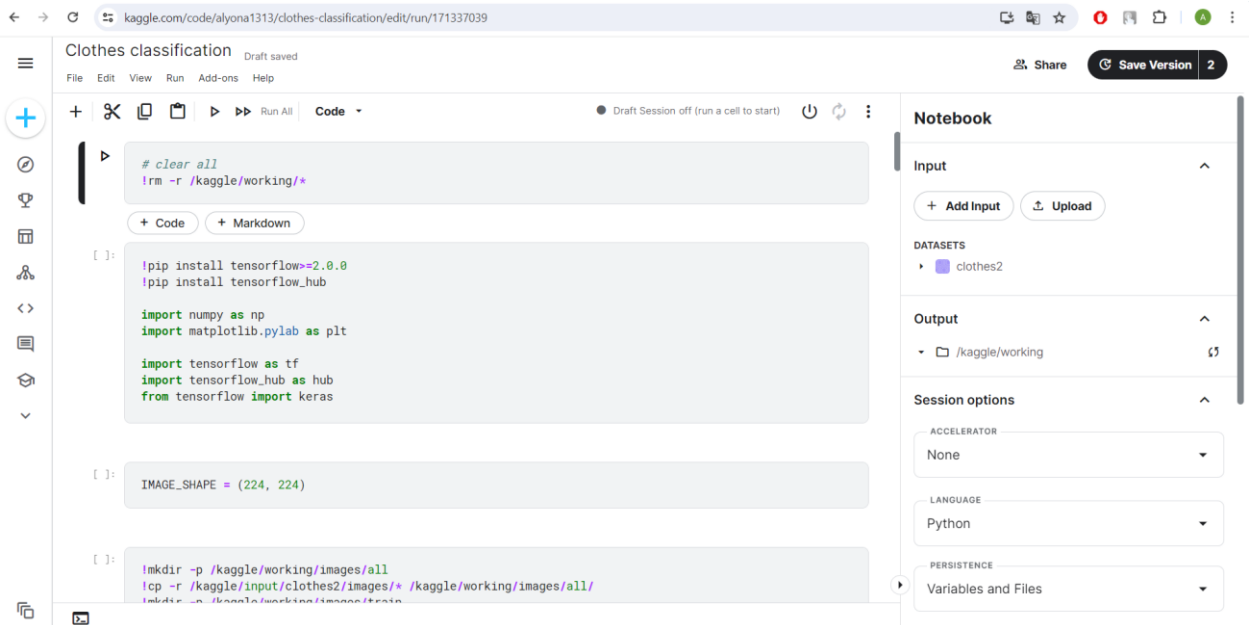 kaggle.com/code/alyona1313/clothes-classification/edit/run/171337039
A
Clothes classification Draft saved
File Edit View Run Add-ons Help
Share
Save Version 2
Run All Code
Draft Session off (run a cell to start)
# clear all
!rm -r /kaggle/working/*
+ Code + Markdown
[ ]:
!pip install tensorflow>=2.0.0
!pip install tensorflow_hub
import numpy as np
import matplotlib.pylab as plt
import tensorflow as tf
import tensorflow_hub as hub
from tensorflow import keras
[ ]:
IMAGE_SHAPE = (224, 224)
[ ]:
!mkdir -p /kaggle/working/images/all
!cp -r /kaggle/input/clothes2/images/* /kaggle/working/images/all/
!mkdir -p /kaggle/working/images/train
Notebook
Input
+ Add Input Upload
DATASETS
clothes2
Output
/kaggle/working
Session options
ACCELERATOR
None
LANGUAGE
Python
PERSISTENCE
Variables and Files